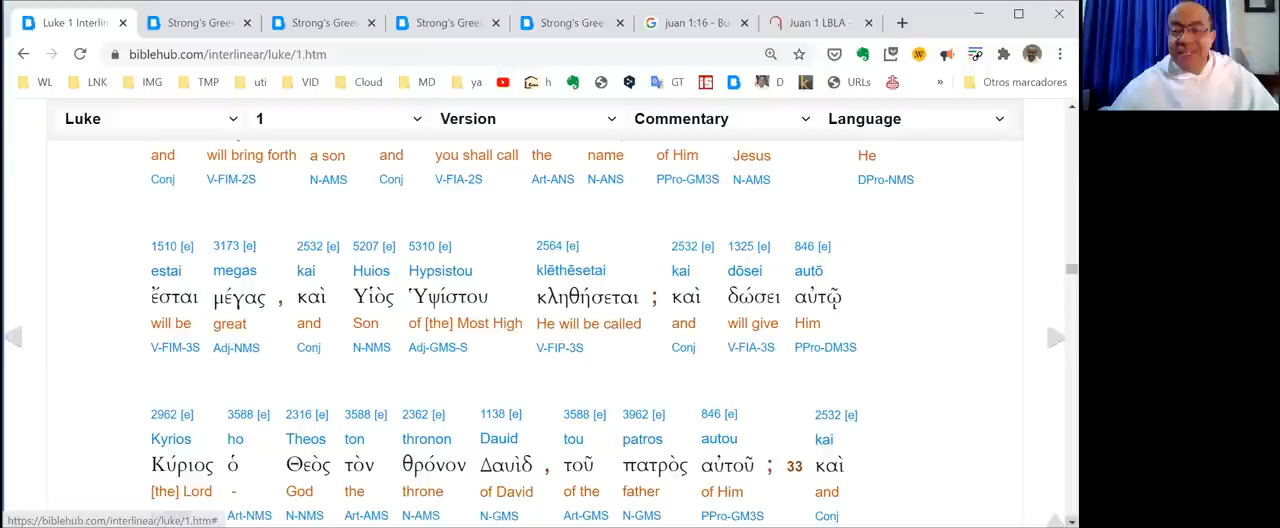 Luke 1 Interlin
Strong's Greek
Strong's Greek
Strong's Greek
Strong's Greek
juan 1:16 - Bu
Juan 1 LBLA -
biblehub.com/interlinear/luke/1.htm
WL LNK IMG TMP uti VID Cloud MD ya h GT D URLs » Otros marcadores
Luke 1 Version Commentary Language
and will bring forth a son and you shall call the name of Him Jesus He
Conj V-FIM-2S N-AMS Conj V-FIA-2S Art-ANS N-ANS PPro-GM3S N-AMS DPro-NMS
1510 [e] 3173 [e] 2532 [e] 5207 [e] 5310 [e] 2564 [e] 2532 [e] 1325 [e] 846 [e]
estai megas kai Huios Hypsistou klēthēsetai kai dōsei autō
ἔσται μέγας , καὶ Υἱὸς Ὑψίστου κληθήσεται ; καὶ δώσει αὐτῷ
will be great and Son of [the] Most High He will be called and will give Him
V-FIM-3S Adj-NMS Conj N-NMS Adj-GMS-S V-FIP-3S Conj V-FIA-3S PPro-DM3S
2962 [e] 3588 [e] 2316 [e] 3588 [e] 2362 [e] 1138 [e] 3588 [e] 3962 [e] 846 [e] 2532 [e]
Kyrios ho Theos ton thronon Dauid tou patros autou kai
Κύριος ὁ Θεὸς τὸν θρόνον Δαυὶδ , τοῦ πατρὸς αὐτοῦ ; 33 καὶ
[the] Lord - God the throne of David of the father of Him and
Art-NMS N-NMS Art-AMS N-AMS N-GMS Art-GMS N-GMS PPro-GM3S Conj
https://biblehub.com/interlinear/luke/1.htm#